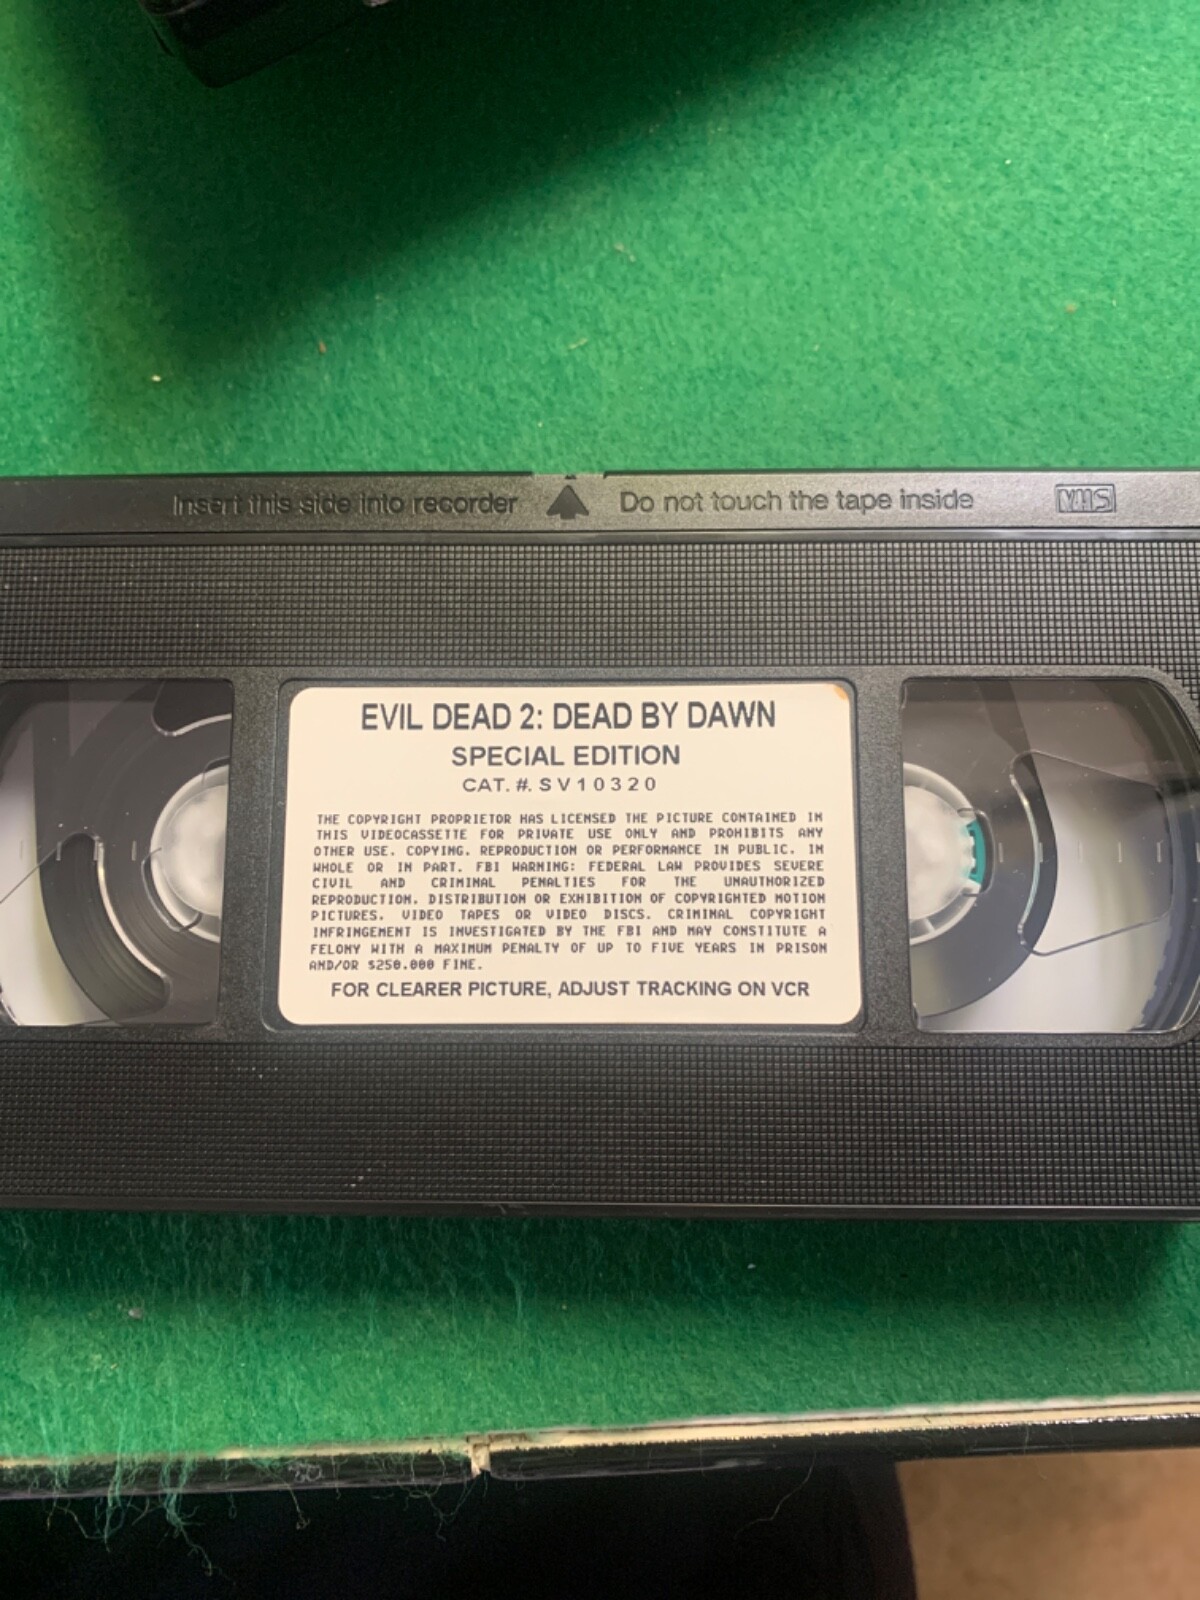 Insert this side into recorder Do not touch the tape inside VHS
EVIL DEAD 2: DEAD BY DAWN
SPECIAL EDITION
CAT. #. SV10320
THE COPYRIGHT PROPRIETOR HAS LICENSED THE PICTURE CONTAINED IN
THIS VIDEOCASSETTE FOR PRIVATE USE ONLY AND PROHIBITS ANY
OTHER USE. COPYING. REPRODUCTION OR PERFORMANCE IN PUBLIC. IN
WHOLE OR IN PART. FBI WARNING: FEDERAL LAW PROVIDES SEVERE
CIVIL AND CRIMINAL PENALTIES FOR THE UNAUTHORIZED
REPRODUCTION. DISTRIBUTION OR EXHIBITION OF COPYRIGHTED MOTION
PICTURES. VIDEO TAPES OR VIDEO DISCS. CRIMINAL COPYRIGHT
INFRINGEMENT IS INVESTIGATED BY THE FBI AND MAY CONSTITUTE A
FELONY WITH A MAXIMUM PENALTY OF UP TO FIVE YEARS IN PRISON
AND/OR $250.000 FINE.
FOR CLEARER PICTURE, ADJUST TRACKING ON VCR